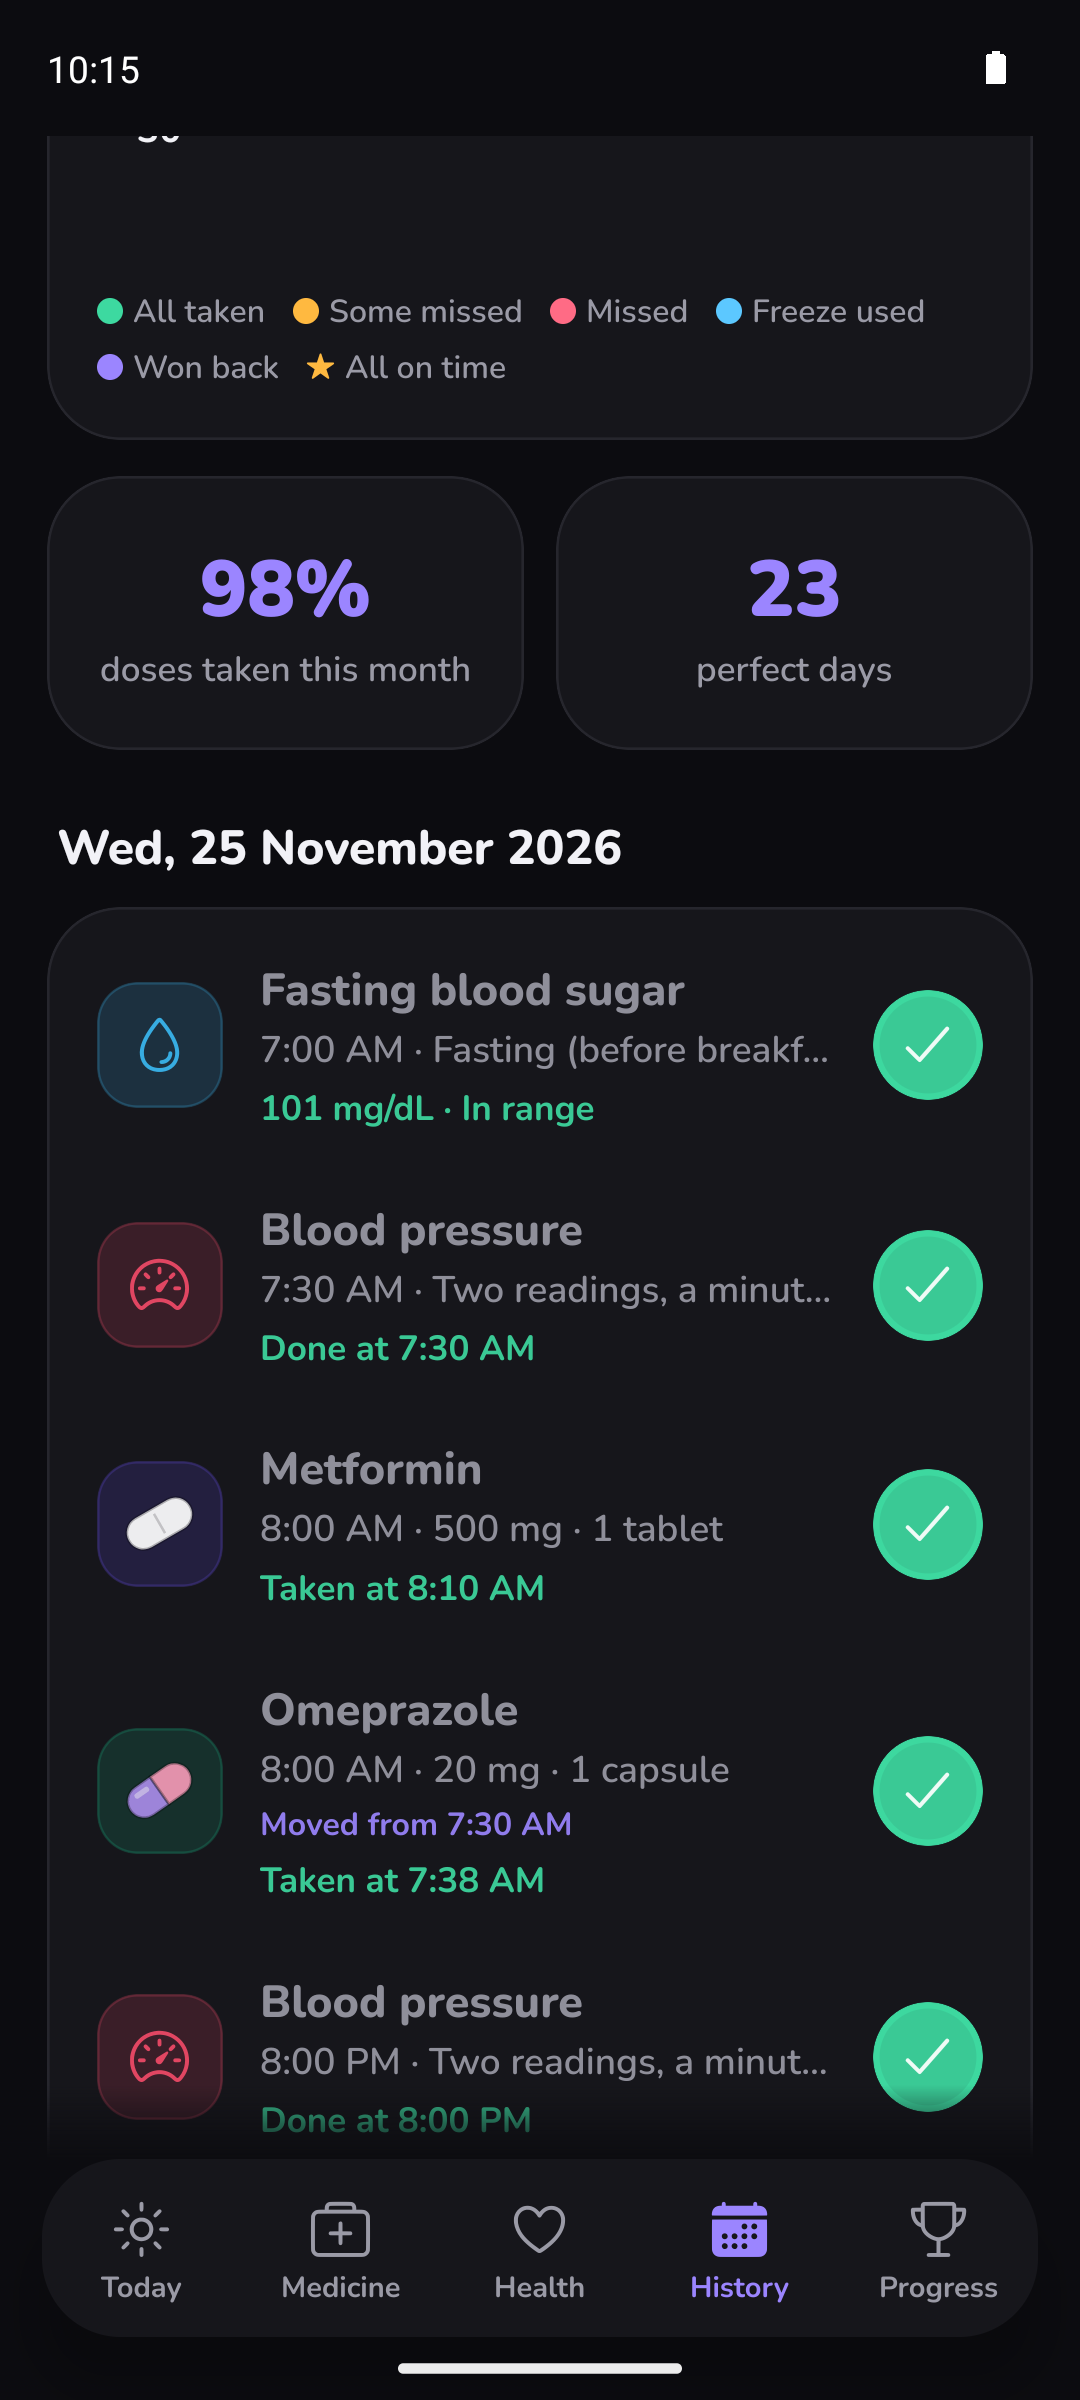 10:15
30
All taken
Some missed
Missed
Freeze used
Won back
All on time
98%
doses taken this month
23
perfect days
Wed, 25 November 2026
Fasting blood sugar
7:00 AM · Fasting (before breakf...
101 mg/dL · In range
Blood pressure
7:30 AM · Two readings, a minut...
Done at 7:30 AM
Metformin
8:00 AM · 500 mg · 1 tablet
Taken at 8:10 AM
Omeprazole
8:00 AM · 20 mg · 1 capsule
Moved from 7:30 AM
Taken at 7:38 AM
Blood pressure
8:00 PM · Two readings, a minut...
Done at 8:00 PM
Today
Medicine
Health
History
Progress